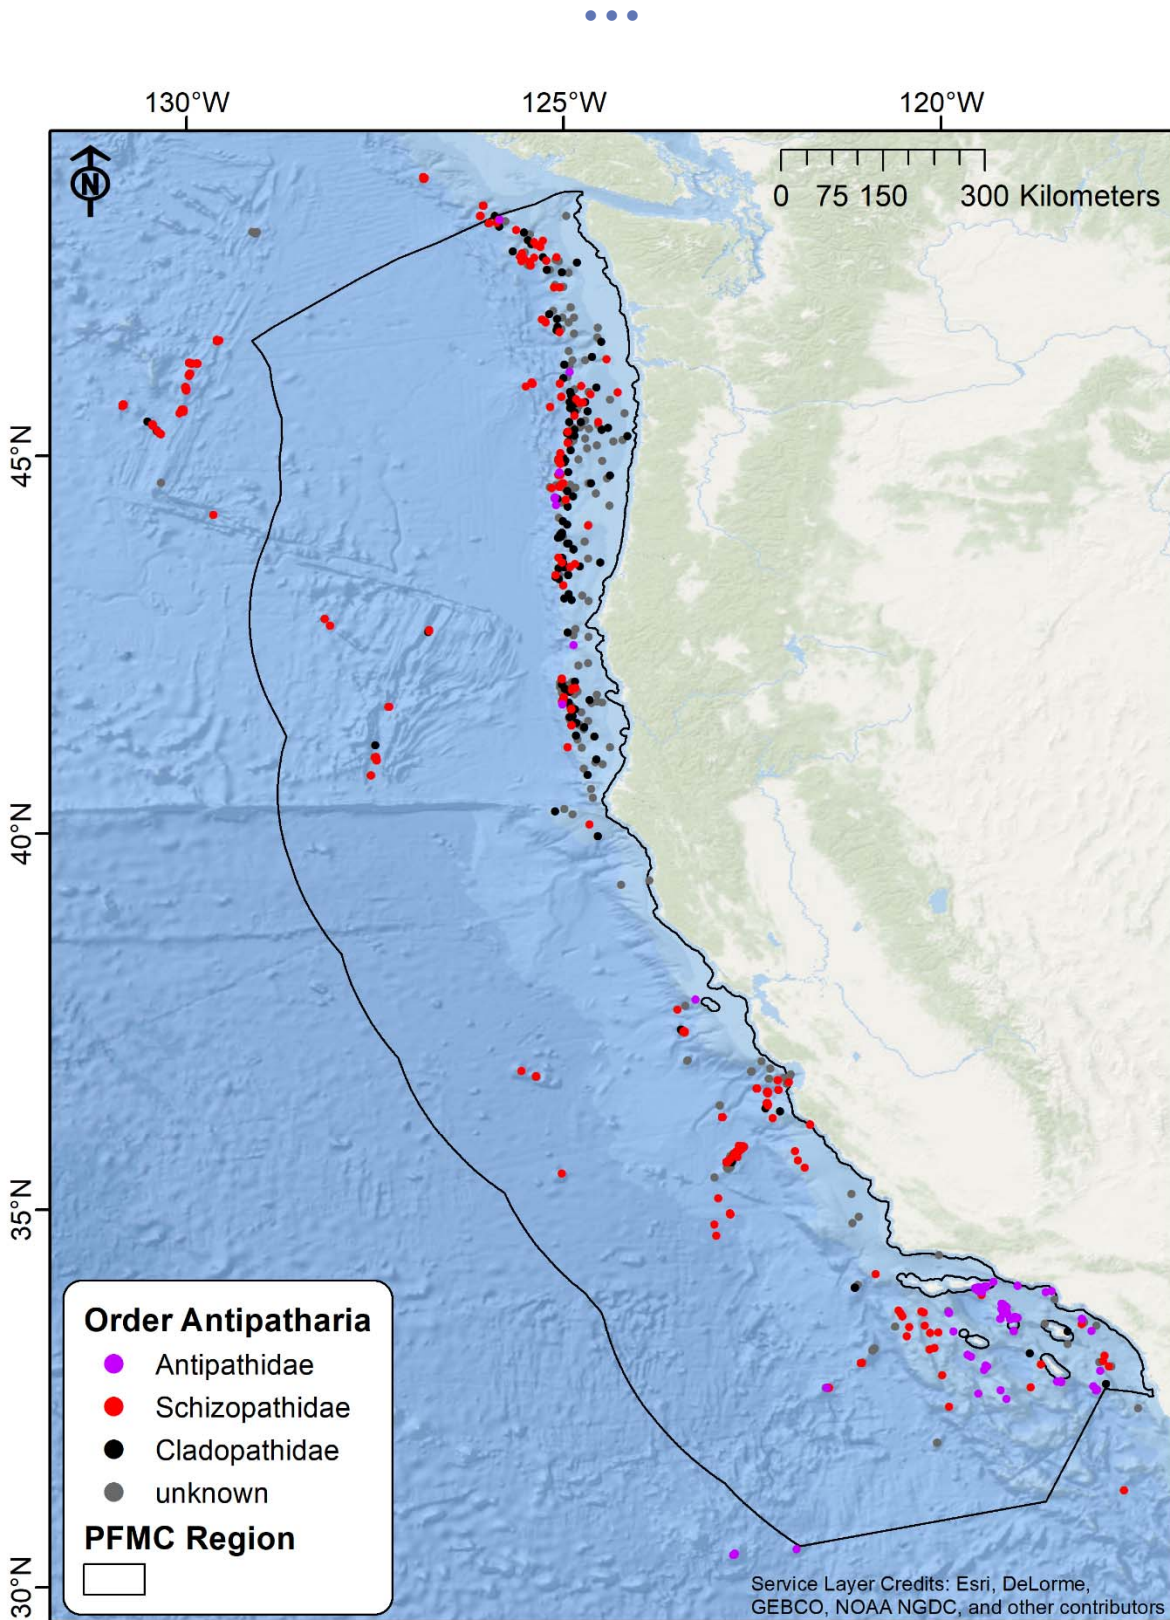 130°W 125°W 120°W
N
0 75 150 300 Kilometers
45°N
40°N
35°N
30°N
Order Antipatharia
Antipathidae
Schizopathidae
Cladopathidae
unknown
PFMC Region
Service Layer Credits: Esri, DeLorme,
GEBCO, NOAA NGDC, and other contributors